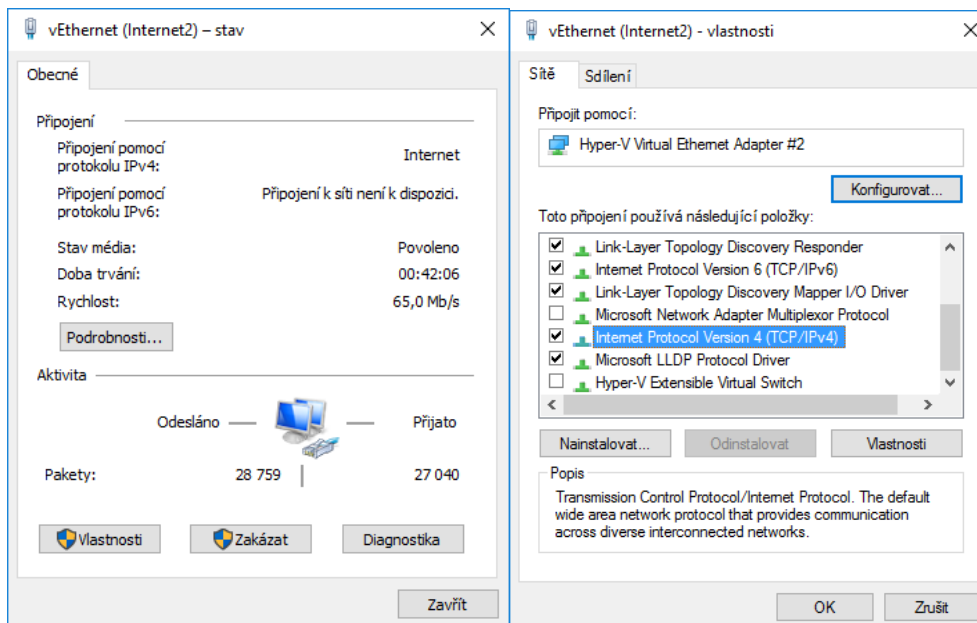 vEthernet (Internet2) – stav
Obecné
Připojení
Připojení pomocí
protokolu IPv4:
Internet
Připojení pomocí
protokolu IPv6:
Připojení k síti není k dispozici.
Stav média:
Povoleno
Doba trvání:
00:42:06
Rychlost:
65,0 Mb/s
Podrobnosti...
Aktivita
Odesláno
Přijato
Pakety:
28 759
27 040
Vlastnosti
Zakázat
Diagnostika
Zavřít
vEthernet (Internet2) - vlastnosti
Sítě
Sdílení
Připojit pomocí:
Hyper-V Virtual Ethernet Adapter #2
Konfigurovat...
Toto připojení používá následující položky:
Link-Layer Topology Discovery Responder
Internet Protocol Version 6 (TCP/IPv6)
Link-Layer Topology Discovery Mapper I/O Driver
Microsoft Network Adapter Multiplexor Protocol
Internet Protocol Version 4 (TCP/IPv4)
Microsoft LLDP Protocol Driver
Hyper-V Extensible Virtual Switch
Nainstalovat...
Odinstalovat
Vlastnosti
Popis
Transmission Control Protocol/Internet Protocol. The default
wide area network protocol that provides communication
across diverse interconnected networks.
OK
Zrušit